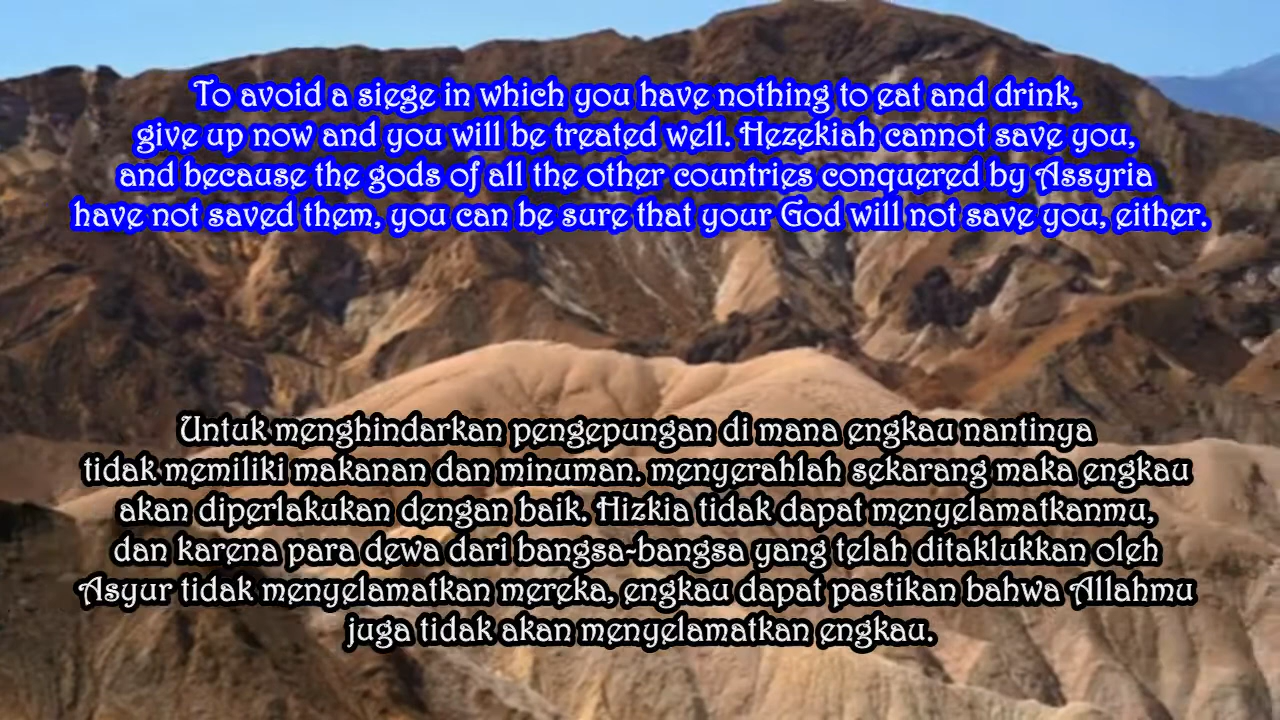 To avoid a siege in which you have nothing to eat and drink,
give up now and you will be treated well. Hezekiah cannot save you,
and because the gods of all the other countries conquered by Assyria
have not saved them, you can be sure that your God will not save you, either.
Untuk menghindarkan pengepungan di mana engkau nantinya
tidak memiliki makanan dan minuman. menyerahlah sekarang maka engkau
akan diperlakukan dengan baik. Hizkia tidak dapat menyelamatkanmu,
dan karena para dewa dari bangsa-bangsa yang telah ditaklukkan oleh
Asyur tidak menyelamatkan mereka, engkau dapat pastikan bahwa Allahmu
juga tidak akan menyelamatkan engkau.